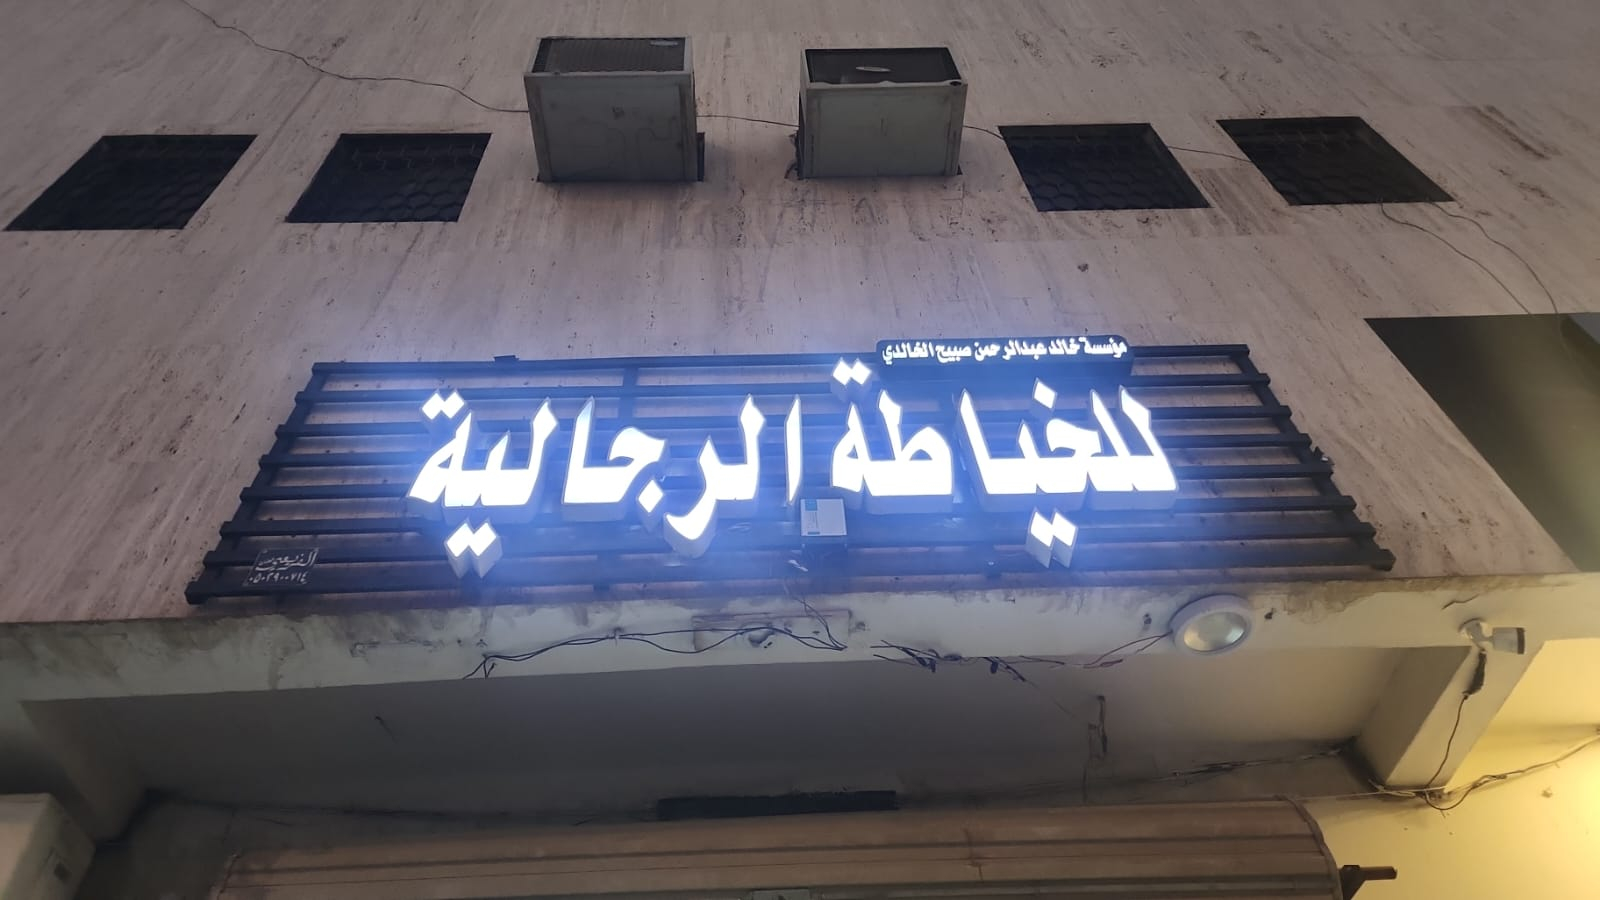 مؤسسة خالد عبدالرحمن صبيح الخالدي
للخياطة الرجالية